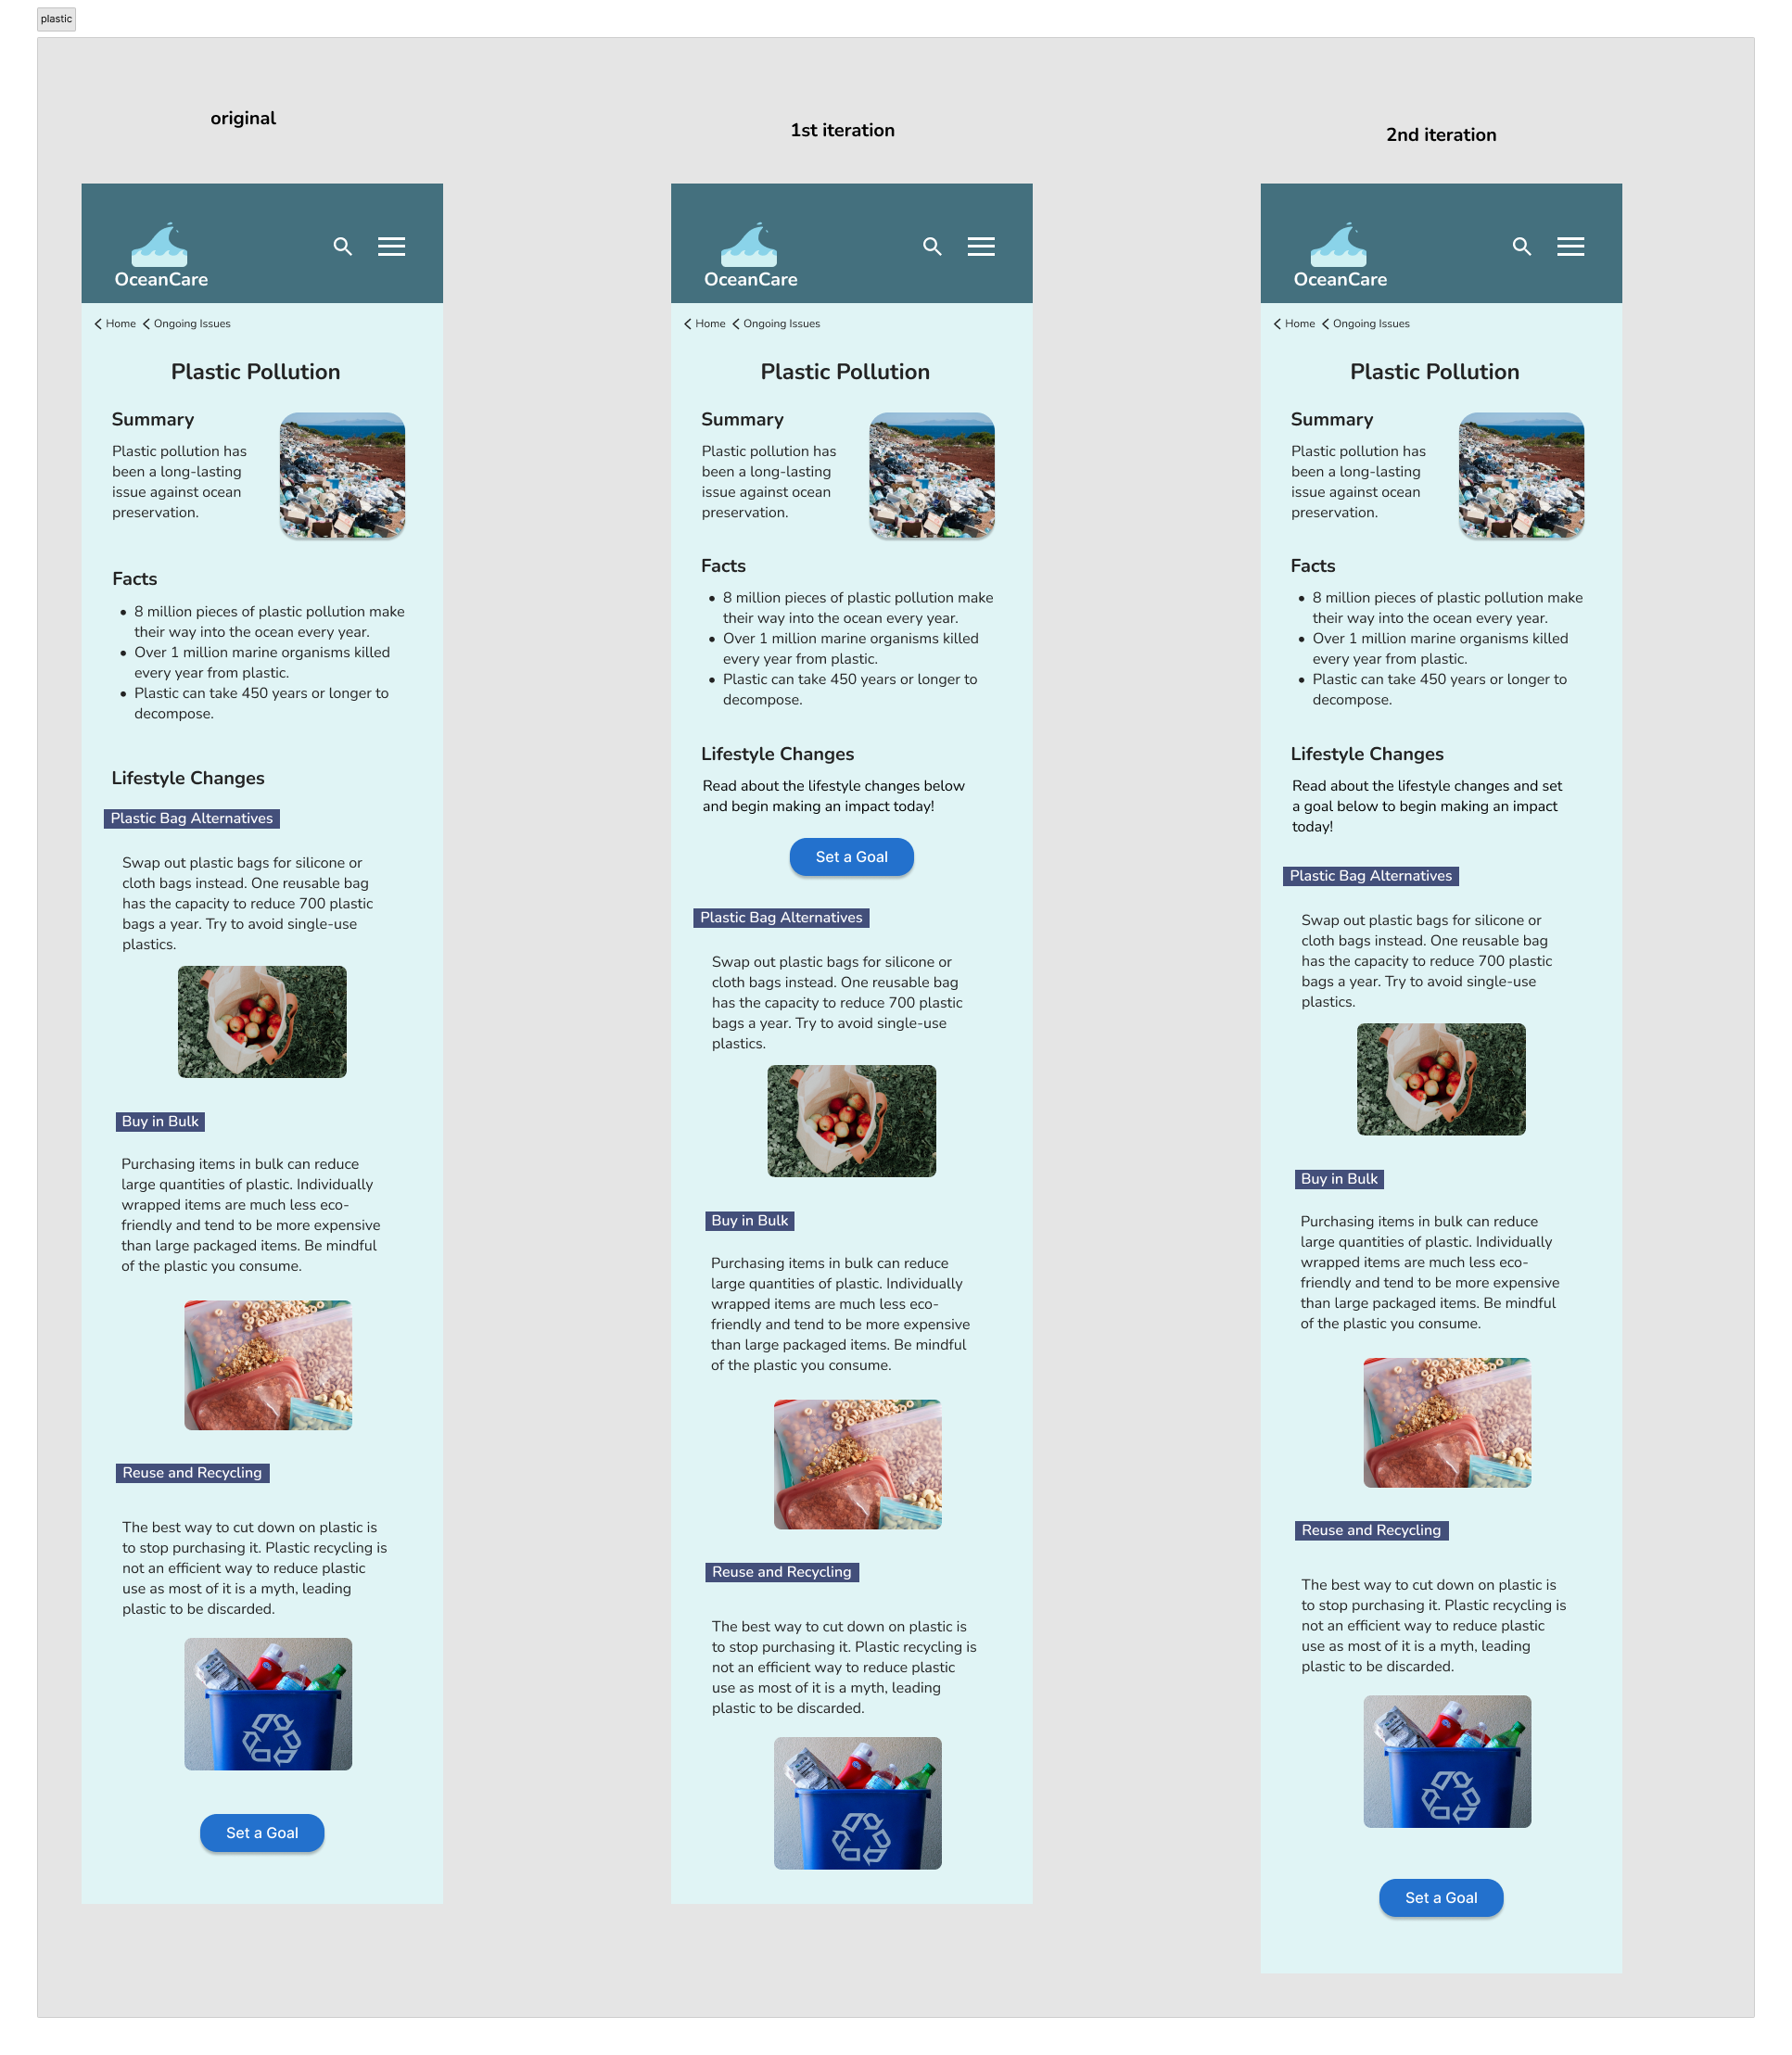 plastic
original
OceanCare
Home Ongoing Issues
Plastic Pollution
Summary
Plastic pollution has
been a long-lasting
issue against ocean
preservation.
Facts
• 8 million pieces of plastic pollution make
their way into the ocean every year.
• Over 1 million marine organisms killed
every year from plastic.
• Plastic can take 450 years or longer to
decompose.
Lifestyle Changes
Plastic Bag Alternatives
Swap out plastic bags for silicone or
cloth bags instead. One reusable bag
has the capacity to reduce 700 plastic
bags a year. Try to avoid single-use
plastics.
Buy in Bulk
Purchasing items in bulk can reduce
large quantities of plastic. Individually
wrapped items are much less eco-
friendly and tend to be more expensive
than large packaged items. Be mindful
of the plastic you consume.
Reuse and Recycling
The best way to cut down on plastic is
to stop purchasing it. Plastic recycling is
not an efficient way to reduce plastic
use as most of it is a myth, leading
plastic to be discarded.
Set a Goal
1st iteration
OceanCare
Home Ongoing Issues
Plastic Pollution
Summary
Plastic pollution has
been a long-lasting
issue against ocean
preservation.
Facts
• 8 million pieces of plastic pollution make
their way into the ocean every year.
• Over 1 million marine organisms killed
every year from plastic.
• Plastic can take 450 years or longer to
decompose.
Lifestyle Changes
Read about the lifestyle changes below
and begin making an impact today!
Set a Goal
Plastic Bag Alternatives
Swap out plastic bags for silicone or
cloth bags instead. One reusable bag
has the capacity to reduce 700 plastic
bags a year. Try to avoid single-use
plastics.
Buy in Bulk
Purchasing items in bulk can reduce
large quantities of plastic. Individually
wrapped items are much less eco-
friendly and tend to be more expensive
than large packaged items. Be mindful
of the plastic you consume.
Reuse and Recycling
The best way to cut down on plastic is
to stop purchasing it. Plastic recycling is
not an efficient way to reduce plastic
use as most of it is a myth, leading
plastic to be discarded.
2nd iteration
OceanCare
Home Ongoing Issues
Plastic Pollution
Summary
Plastic pollution has
been a long-lasting
issue against ocean
preservation.
Facts
• 8 million pieces of plastic pollution make
their way into the ocean every year.
• Over 1 million marine organisms killed
every year from plastic.
• Plastic can take 450 years or longer to
decompose.
Lifestyle Changes
Read about the lifestyle changes and set
a goal below to begin making an impact
today!
Plastic Bag Alternatives
Swap out plastic bags for silicone or
cloth bags instead. One reusable bag
has the capacity to reduce 700 plastic
bags a year. Try to avoid single-use
plastics.
Buy in Bulk
Purchasing items in bulk can reduce
large quantities of plastic. Individually
wrapped items are much less eco-
friendly and tend to be more expensive
than large packaged items. Be mindful
of the plastic you consume.
Reuse and Recycling
The best way to cut down on plastic is
to stop purchasing it. Plastic recycling is
not an efficient way to reduce plastic
use as most of it is a myth, leading
plastic to be discarded.
Set a Goal